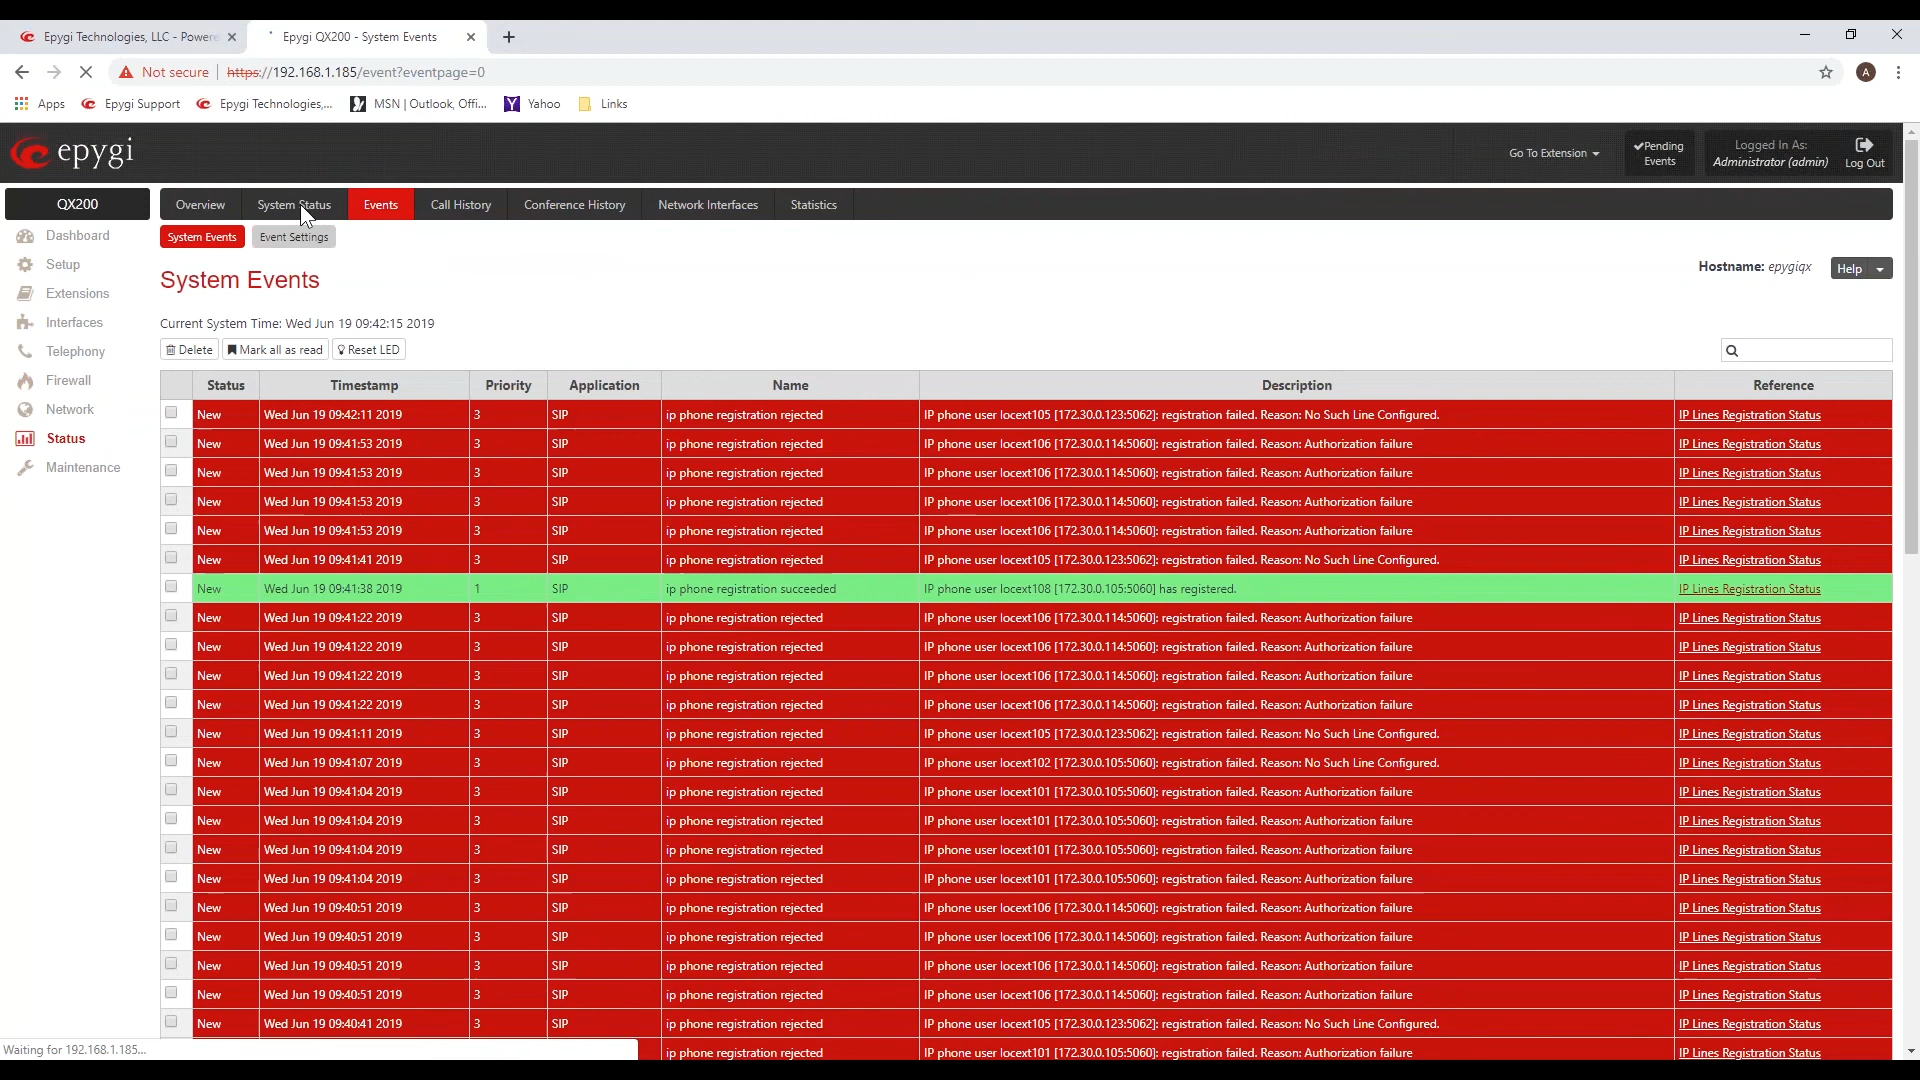 Epygi Technologies, LLC - Powere
Epygi QX200 - System Events
Not secure
https://192.168.1.185/event?eventpage=0
A
Apps
Epygi Support
Epygi Technologies,...
MSN | Outlook, Offi...
Yahoo
Links
epygi
Go To Extension
Pending Events
Logged In As:
Administrator (admin)
Log Out
QX200
Overview
System Status
Events
Call History
Conference History
Network Interfaces
Statistics
Dashboard
Setup
Extensions
Interfaces
Telephony
Firewall
Network
Status
Maintenance
System Events
Event Settings
System Events
Hostname: epygiqx
Help
Current System Time: Wed Jun 19 09:42:15 2019
Delete
Mark all as read
Reset LED
Status Timestamp Priority Application Name Description Reference
New Wed Jun 19 09:42:11 2019 3 SIP ip phone registration rejected IP phone user locext105 [172.30.0.123:5062]: registration failed. Reason: No Such Line Configured. IP Lines Registration Status
New Wed Jun 19 09:41:53 2019 3 SIP ip phone registration rejected IP phone user locext106 [172.30.0.114:5060]: registration failed. Reason: Authorization failure IP Lines Registration Status
New Wed Jun 19 09:41:53 2019 3 SIP ip phone registration rejected IP phone user locext106 [172.30.0.114:5060]: registration failed. Reason: Authorization failure IP Lines Registration Status
New Wed Jun 19 09:41:53 2019 3 SIP ip phone registration rejected IP phone user locext106 [172.30.0.114:5060]: registration failed. Reason: Authorization failure IP Lines Registration Status
New Wed Jun 19 09:41:53 2019 3 SIP ip phone registration rejected IP phone user locext106 [172.30.0.114:5060]: registration failed. Reason: Authorization failure IP Lines Registration Status
New Wed Jun 19 09:41:41 2019 3 SIP ip phone registration rejected IP phone user locext105 [172.30.0.123:5062]: registration failed. Reason: No Such Line Configured. IP Lines Registration Status
New Wed Jun 19 09:41:38 2019 1 SIP ip phone registration succeeded IP phone user locext108 [172.30.0.105:5060] has registered. IP Lines Registration Status
New Wed Jun 19 09:41:22 2019 3 SIP ip phone registration rejected IP phone user locext106 [172.30.0.114:5060]: registration failed. Reason: Authorization failure IP Lines Registration Status
New Wed Jun 19 09:41:22 2019 3 SIP ip phone registration rejected IP phone user locext106 [172.30.0.114:5060]: registration failed. Reason: Authorization failure IP Lines Registration Status
New Wed Jun 19 09:41:22 2019 3 SIP ip phone registration rejected IP phone user locext106 [172.30.0.114:5060]: registration failed. Reason: Authorization failure IP Lines Registration Status
New Wed Jun 19 09:41:22 2019 3 SIP ip phone registration rejected IP phone user locext106 [172.30.0.114:5060]: registration failed. Reason: Authorization failure IP Lines Registration Status
New Wed Jun 19 09:41:11 2019 3 SIP ip phone registration rejected IP phone user locext105 [172.30.0.123:5062]: registration failed. Reason: No Such Line Configured. IP Lines Registration Status
New Wed Jun 19 09:41:07 2019 3 SIP ip phone registration rejected IP phone user locext102 [172.30.0.105:5060]: registration failed. Reason: No Such Line Configured. IP Lines Registration Status
New Wed Jun 19 09:41:04 2019 3 SIP ip phone registration rejected IP phone user locext101 [172.30.0.105:5060]: registration failed. Reason: Authorization failure IP Lines Registration Status
New Wed Jun 19 09:41:04 2019 3 SIP ip phone registration rejected IP phone user locext101 [172.30.0.105:5060]: registration failed. Reason: Authorization failure IP Lines Registration Status
New Wed Jun 19 09:41:04 2019 3 SIP ip phone registration rejected IP phone user locext101 [172.30.0.105:5060]: registration failed. Reason: Authorization failure IP Lines Registration Status
New Wed Jun 19 09:41:04 2019 3 SIP ip phone registration rejected IP phone user locext101 [172.30.0.105:5060]: registration failed. Reason: Authorization failure IP Lines Registration Status
New Wed Jun 19 09:40:51 2019 3 SIP ip phone registration rejected IP phone user locext106 [172.30.0.114:5060]: registration failed. Reason: Authorization failure IP Lines Registration Status
New Wed Jun 19 09:40:51 2019 3 SIP ip phone registration rejected IP phone user locext106 [172.30.0.114:5060]: registration failed. Reason: Authorization failure IP Lines Registration Status
New Wed Jun 19 09:40:51 2019 3 SIP ip phone registration rejected IP phone user locext106 [172.30.0.114:5060]: registration failed. Reason: Authorization failure IP Lines Registration Status
New Wed Jun 19 09:40:51 2019 3 SIP ip phone registration rejected IP phone user locext106 [172.30.0.114:5060]: registration failed. Reason: Authorization failure IP Lines Registration Status
New Wed Jun 19 09:40:41 2019 3 SIP ip phone registration rejected IP phone user locext105 [172.30.0.123:5062]: registration failed. Reason: No Such Line Configured. IP Lines Registration Status
ip phone registration rejected IP phone user locext101 [172.30.0.105:5060]: registration failed. Reason: Authorization failure IP Lines Registration Status
Waiting for 192.168.1.185...